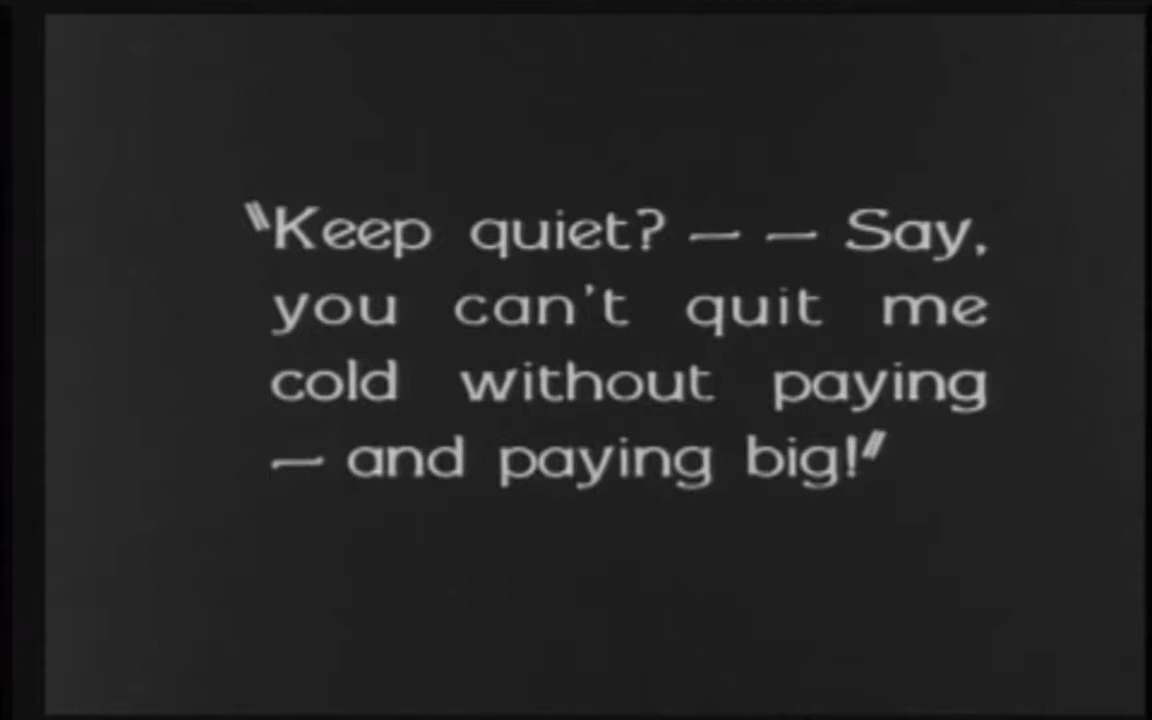 "Keep quiet? — — Say,
you can't quit me
cold without paying
— and paying big!"